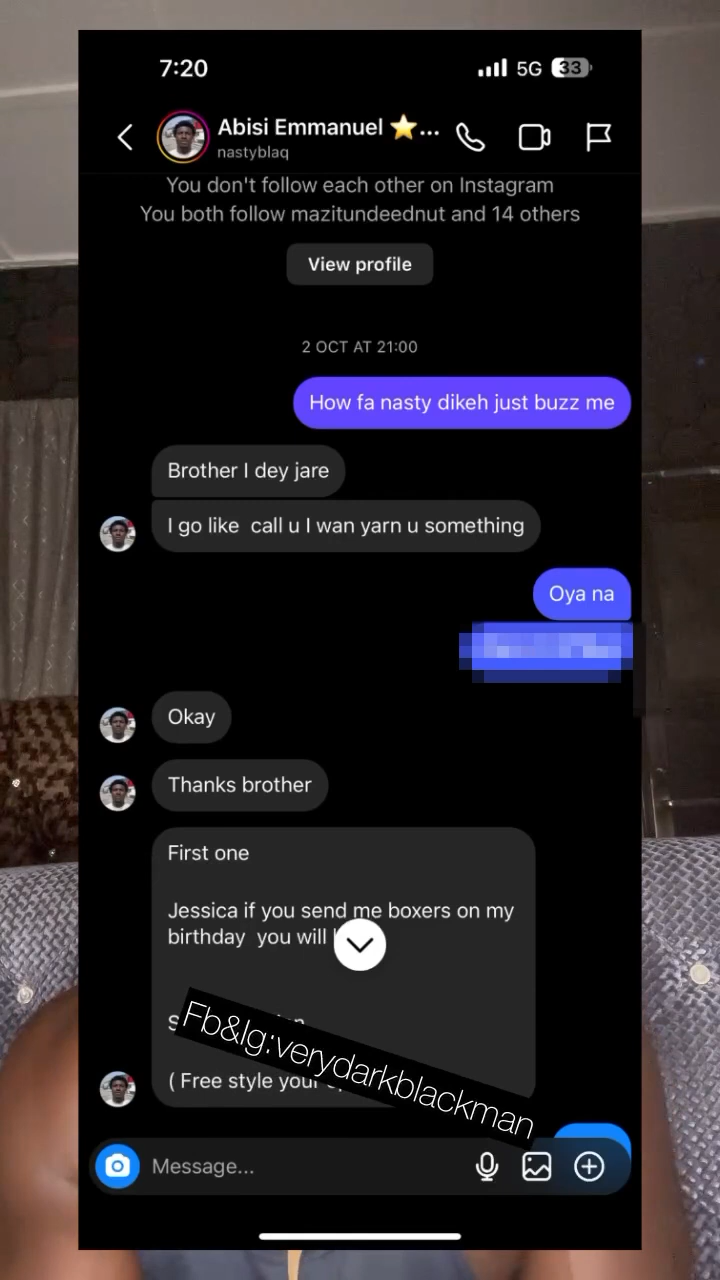 7:20
5G
33
Abisi Emmanuel ⭐...
nastyblaq
You don't follow each other on Instagram
You both follow mazitundeednut and 14 others
View profile
2 OCT AT 21:00
How fa nasty dikeh just buzz me
Brother I dey jare
I go like call u I wan yarn u something
Oya na
Okay
Thanks brother
First one
Jessica if you send me boxers on my
birthday you will
Fb&Ig:verydarkblackman
( Free style your
Message...